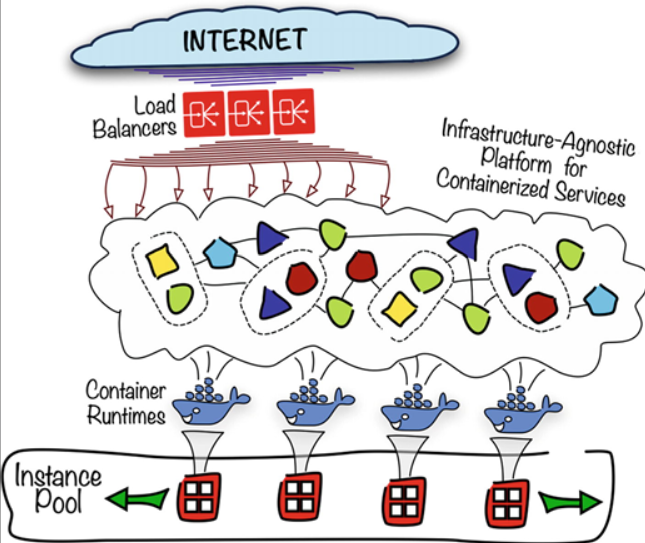 INTERNET
Load
Balancers
Infrastructure-Agnostic
Platform for
Containerized Services
Container
Runtimes
Instance
Pool